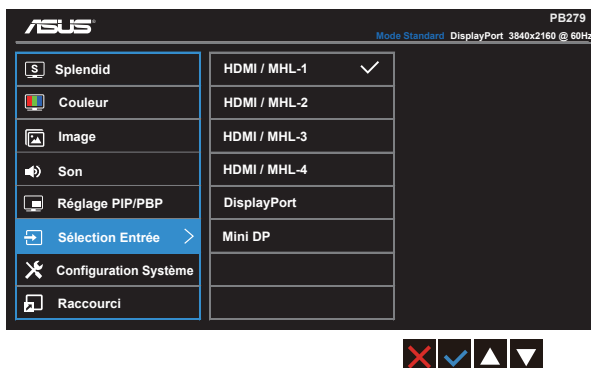 ASUS
PB279
Mode Standard DisplayPort 3840x2160 @ 60Hz
S Splendid
Couleur
Image
Son
Réglage PIP/PBP
Sélection Entrée
Configuration Système
Raccourci
HDMI / MHL-1
HDMI / MHL-2
HDMI / MHL-3
HDMI / MHL-4
DisplayPort
Mini DP